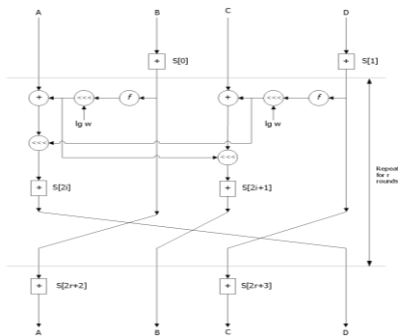 A B C D
+ S[0] + S[1]
+ <<< f + <<< f
lg w lg w
<<< <<<
+ S[2i] + S[2i+1]
Repeat
for r
rounds
+ S[2r+2] + S[2r+3]
A B C D